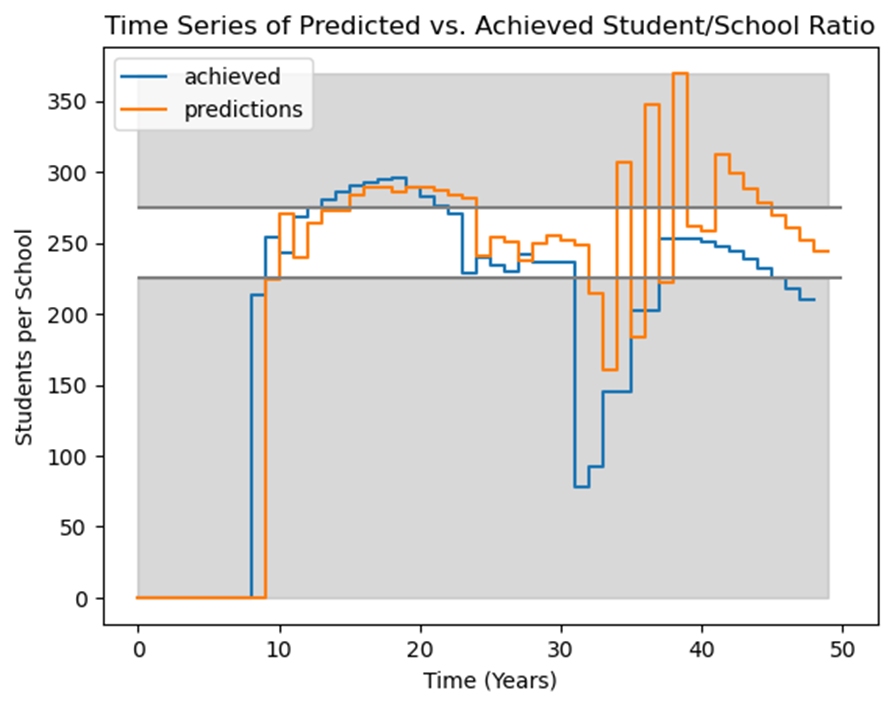 Time Series of Predicted vs. Achieved Student/School Ratio
achieved
predictions
350
300
250
200
150
100
50
0
Students per School
0 10 20 30 40 50
Time (Years)